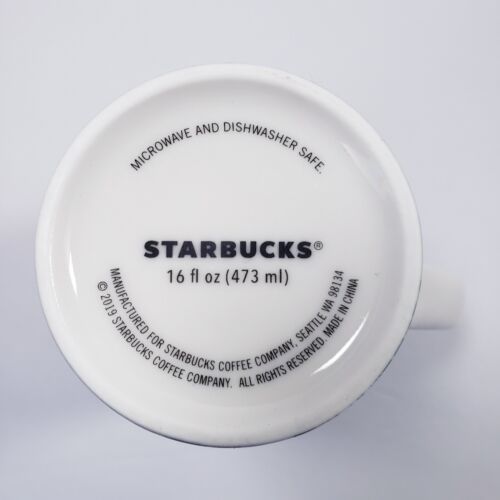 MICROWAVE AND DISHWASHER SAFE.
STARBUCKS®
16 fl oz (473 ml)
MANUFACTURED FOR STARBUCKS COFFEE COMPANY, SEATTLE WA 98134
© 2019 STARBUCKS COFFEE COMPANY. ALL RIGHTS RESERVED. MADE IN CHINA